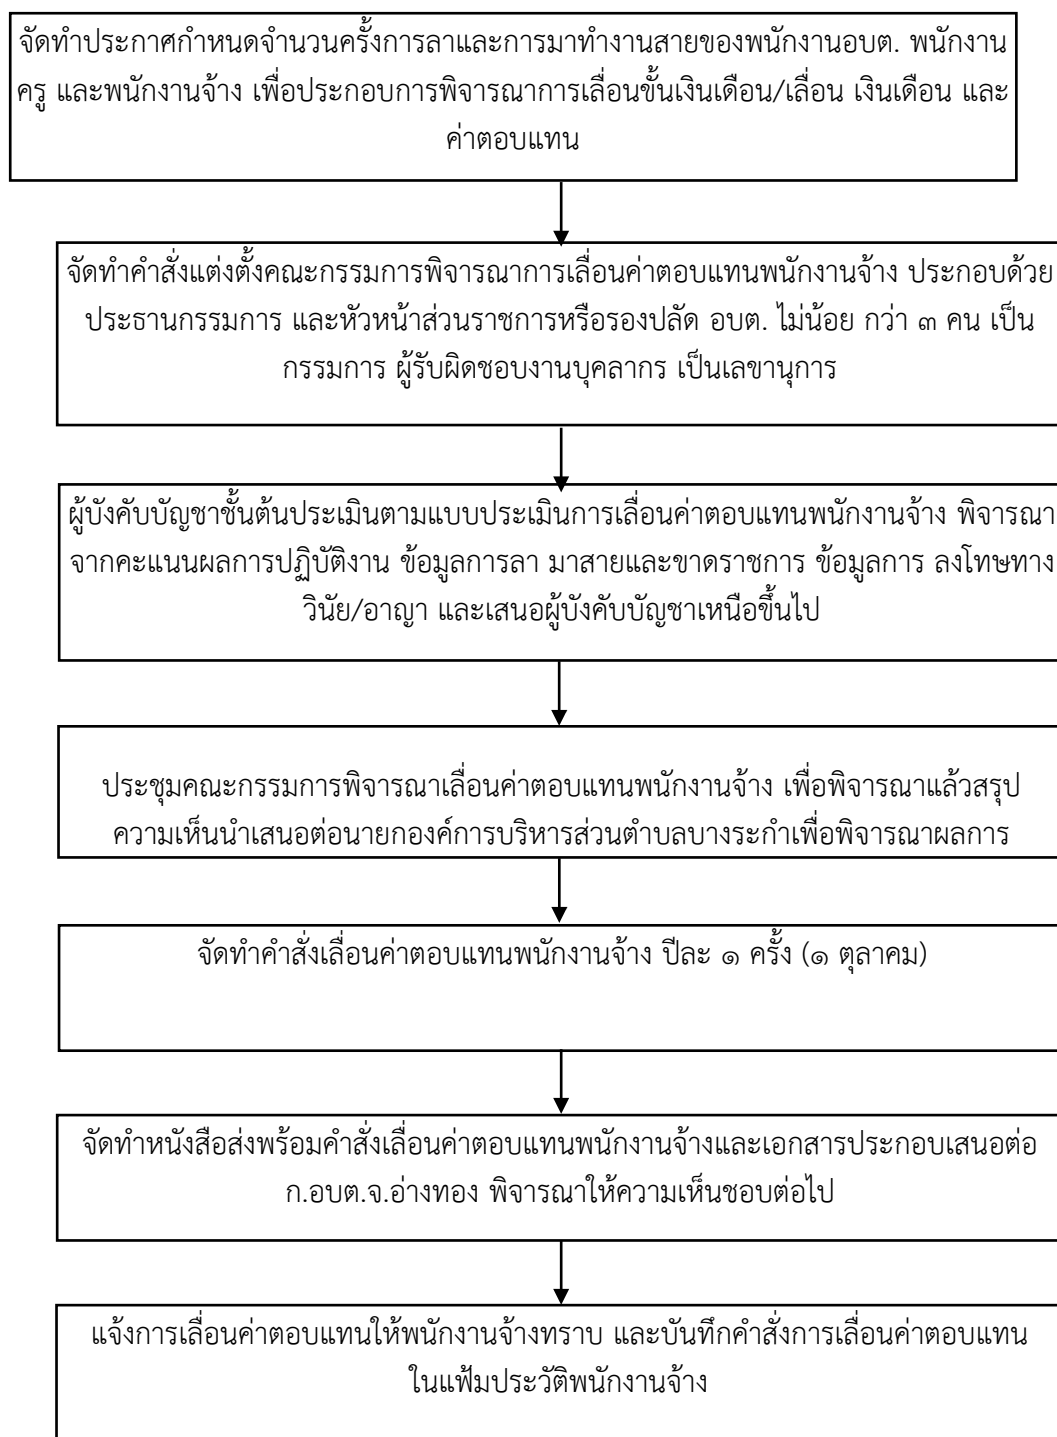 จัดทำประกาศกำหนดจำนวนครั้งการลาและการมาทำงานสายของพนักงานอบต. พนักงาน
ครู และพนักงานจ้าง เพื่อประกอบการพิจารณาการเลื่อนขั้นเงินเดือน/เลื่อน เงินเดือน และ
ค่าตอบแทน
จัดทำคำสั่งแต่งตั้งคณะกรรมการพิจารณาการเลื่อนค่าตอบแทนพนักงานจ้าง ประกอบด้วย
ประธานกรรมการ และหัวหน้าส่วนราชการหรือรองปลัด อบต. ไม่น้อย กว่า ๓ คน เป็น
กรรมการ ผู้รับผิดชอบงานบุคลากร เป็นเลขานุการ
ผู้บังคับบัญชาชั้นต้นประเมินตามแบบประเมินการเลื่อนค่าตอบแทนพนักงานจ้าง พิจารณา
จากคะแนนผลการปฏิบัติงาน ข้อมูลการลา มาสายและขาดราชการ ข้อมูลการ ลงโทษทาง
วินัย/อาญา และเสนอผู้บังคับบัญชาเหนือขึ้นไป
ประชุมคณะกรรมการพิจารณาเลื่อนค่าตอบแทนพนักงานจ้าง เพื่อพิจารณาแล้วสรุป
ความเห็นนำเสนอต่อนายกองค์การบริหารส่วนตำบลบางระกำเพื่อพิจารณาผลการ
จัดทำคำสั่งเลื่อนค่าตอบแทนพนักงานจ้าง ปีละ ๑ ครั้ง (๑ ตุลาคม)
จัดทำหนังสือส่งพร้อมคำสั่งเลื่อนค่าตอบแทนพนักงานจ้างและเอกสารประกอบเสนอต่อ
ก.อบต.จ.อ่างทอง พิจารณาให้ความเห็นชอบต่อไป
แจ้งการเลื่อนค่าตอบแทนให้พนักงานจ้างทราบ และบันทึกคำสั่งการเลื่อนค่าตอบแทน
ในแฟ้มประวัติพนักงานจ้าง